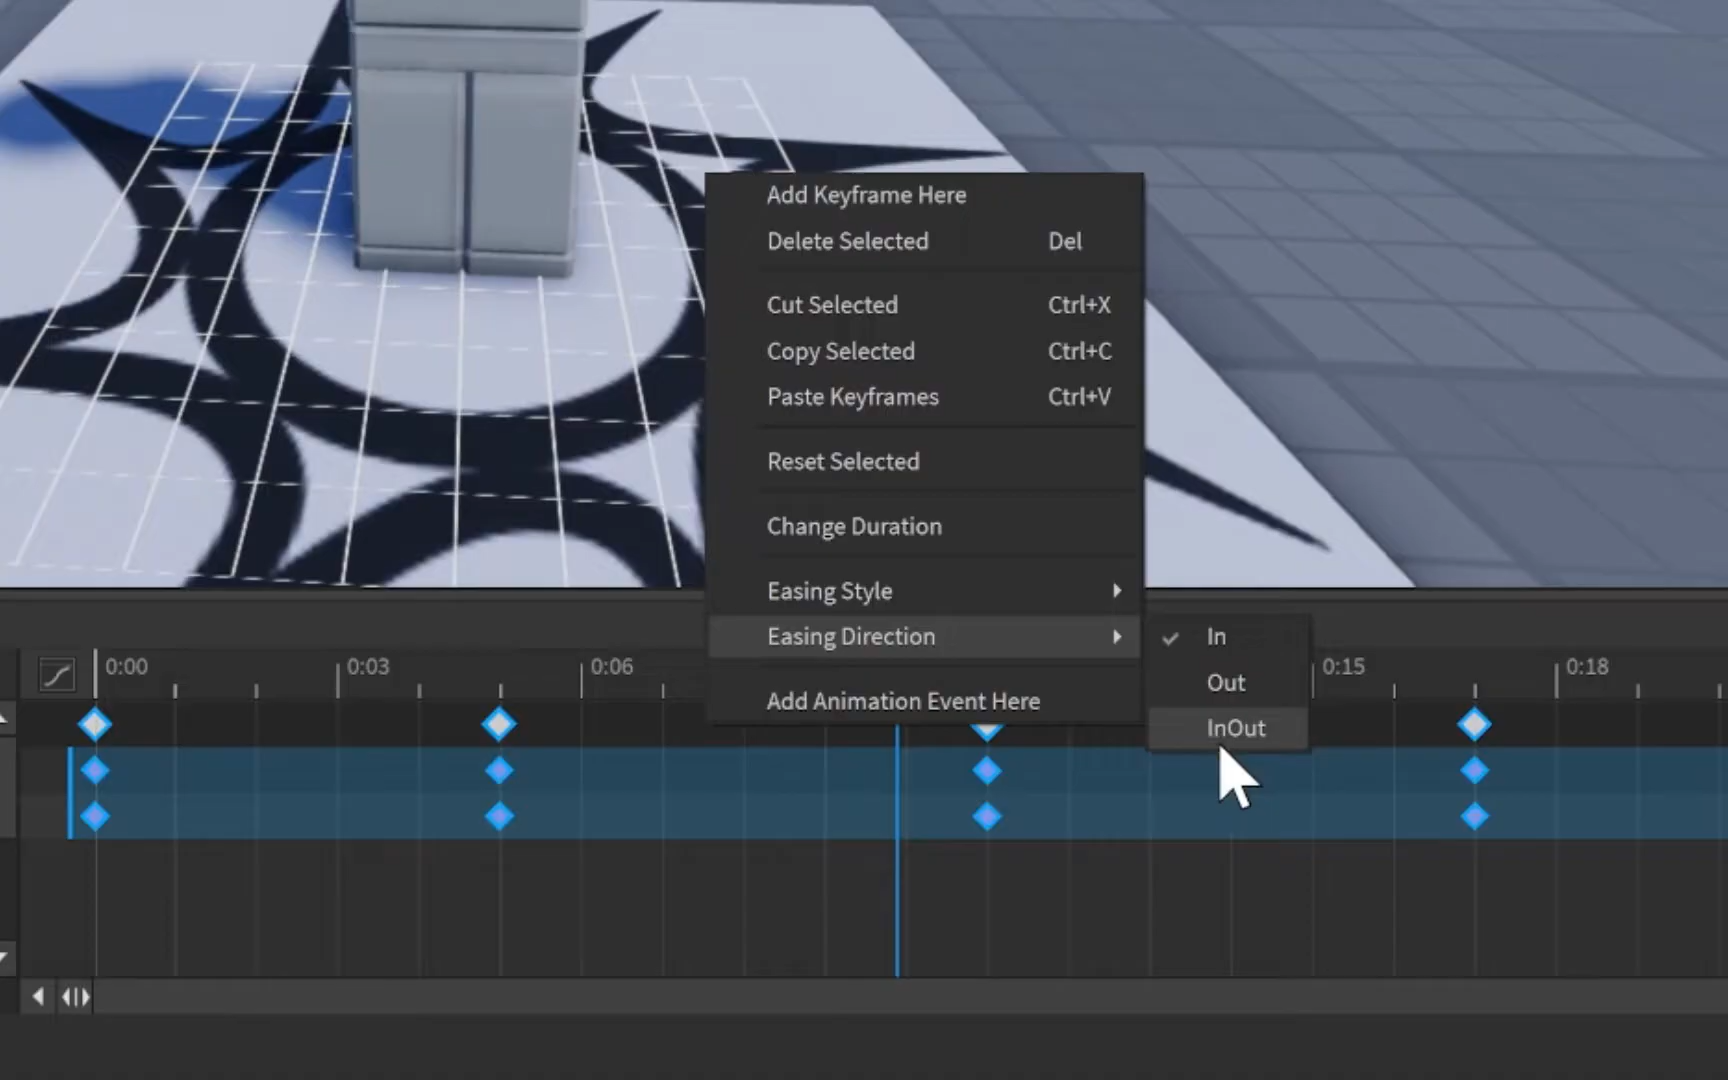 Add Keyframe Here
Delete Selected Del
Cut Selected Ctrl+X
Copy Selected Ctrl+C
Paste Keyframes Ctrl+V
Reset Selected
Change Duration
Easing Style
Easing Direction
In
Out
InOut
Add Animation Event Here
0:00 0:03 0:06 0:15 0:18